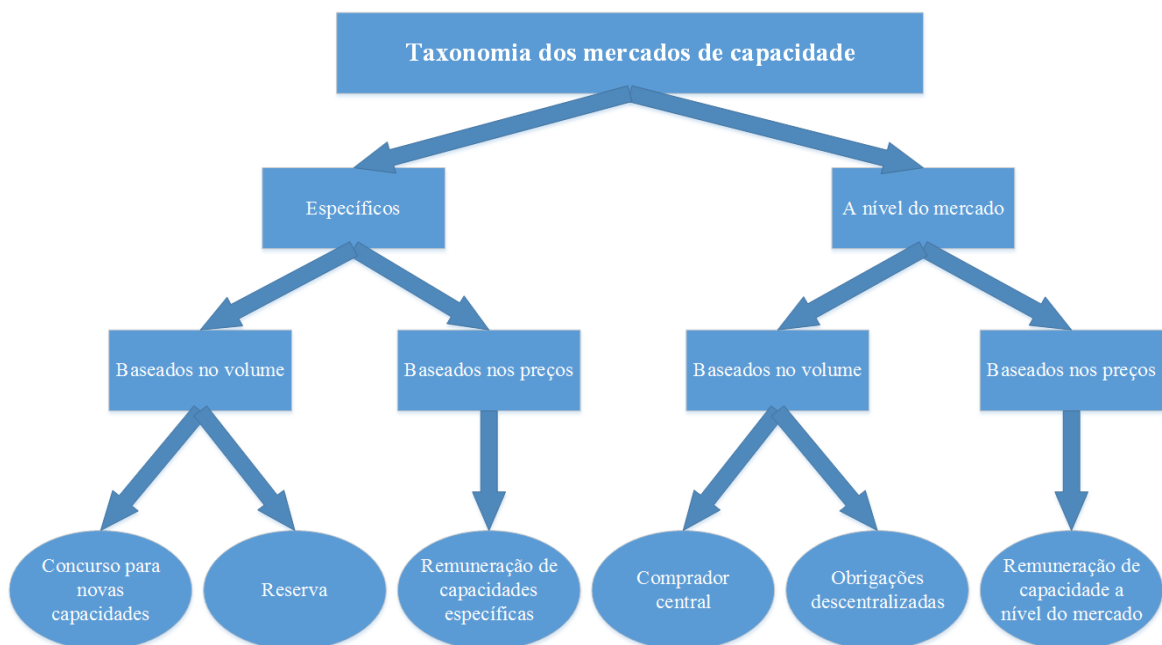 Taxonomia dos mercados de capacidade
Específicos
A nível do mercado
Baseados no volume
Baseados nos preços
Baseados no volume
Baseados nos preços
Concurso para
novas
capacidades
Reserva
Remuneração de
capacidades
específicas
Comprador
central
Obrigações
descentralizadas
Remuneração de
capacidade a
nível do mercado